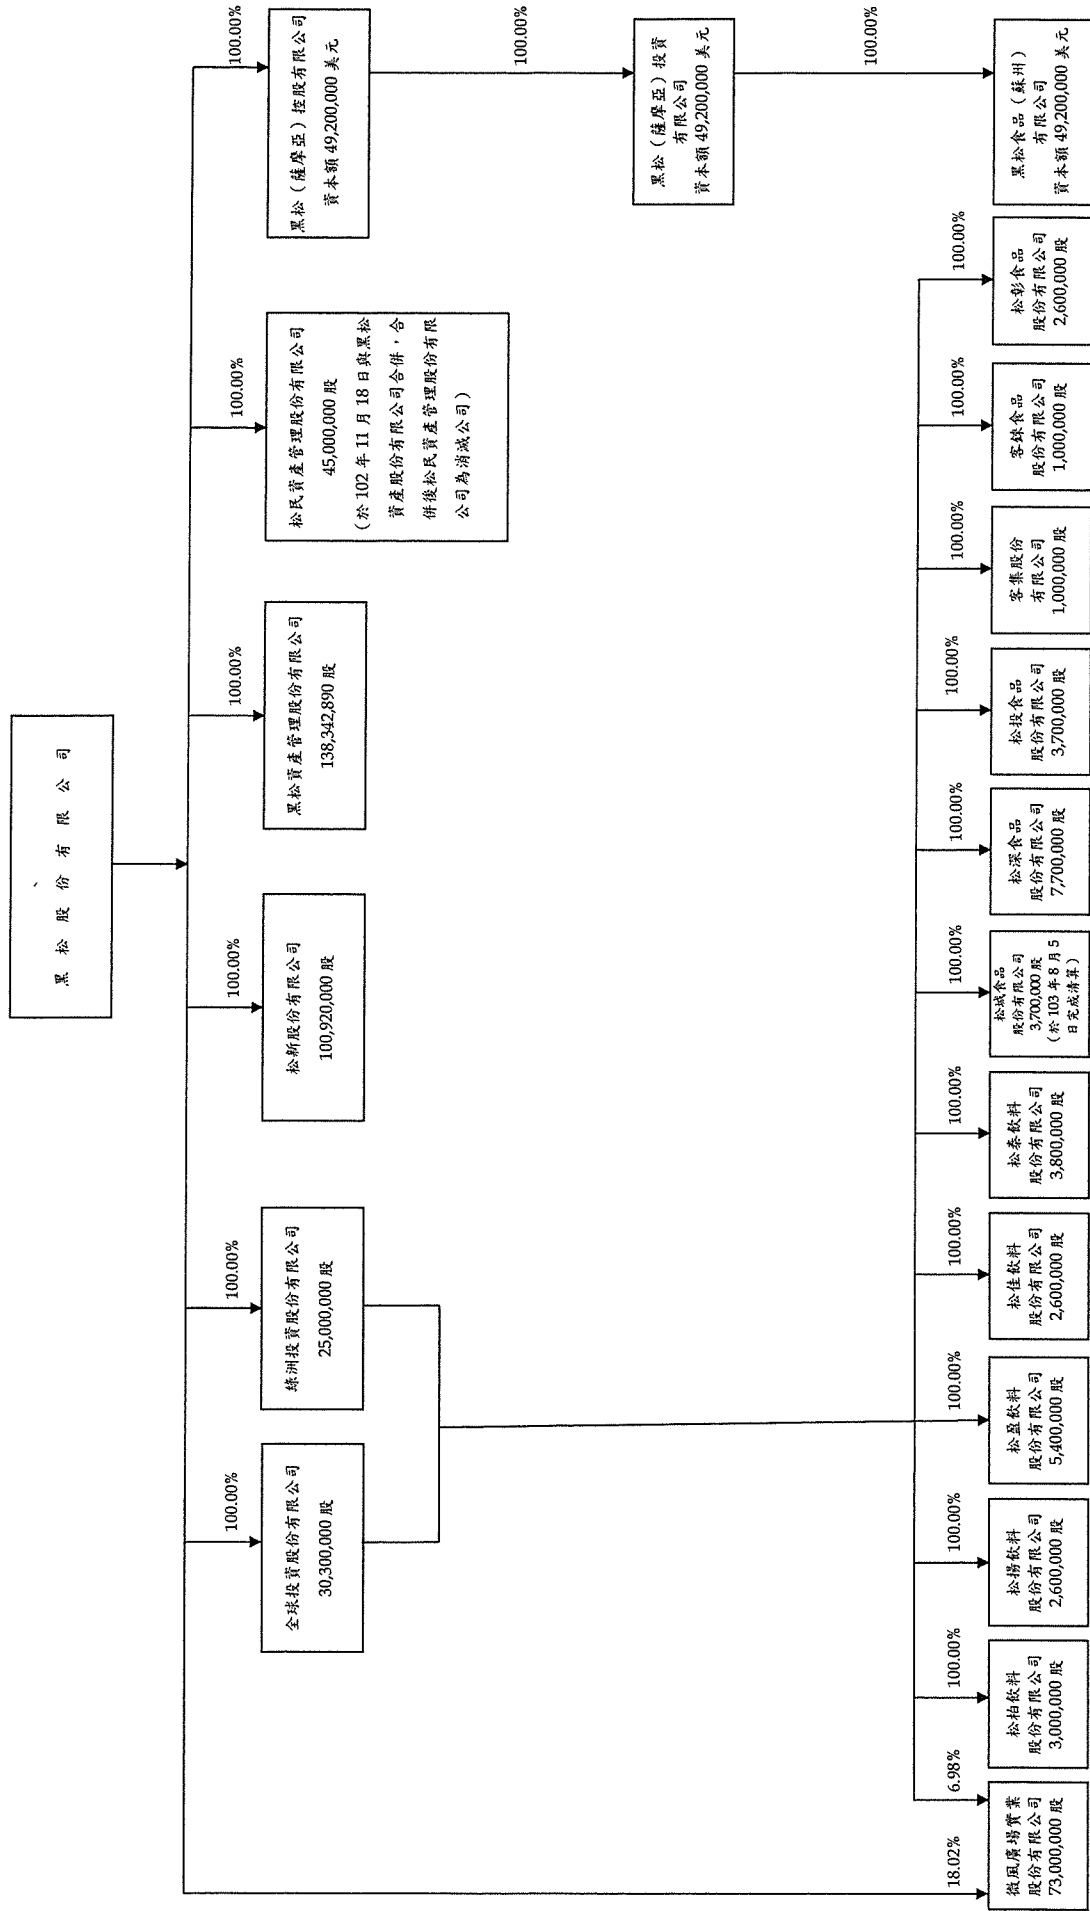 黑松股份有限公司
100.00%
100.00%
100.00%
100.00%
100.00%
100.00%
全球投資股份有限公司
30,300,000 股
綠洲投資股份有限公司
25,000,000 股
松新股份有限公司
100,920,000 股
黑松資產管理股份有限公司
138,342,890 股
松民資產管理股份有限公司
45,000,000 股
(於 102 年 11 月 18 日與黑松
資產股份有限公司合併，合
併後松民資產管理股份有限
公司為消滅公司)
黑松（薩摩亞）控股有限公司
資本額 49,200,000 美元
100.00%
黑松（薩摩亞）投資
有限公司
資本額 49,200,000 美元
100.00%
18.02%
6.98%
100.00%
100.00%
100.00%
100.00%
100.00%
100.00%
100.00%
100.00%
100.00%
100.00%
100.00%
微風廣場實業
股份有限公司
73,000,000 股
松柏飲料
股份有限公司
3,000,000 股
松揚飲料
股份有限公司
2,600,000 股
松盈飲料
股份有限公司
5,400,000 股
松佳飲料
股份有限公司
2,600,000 股
松泰飲料
股份有限公司
3,800,000 股
松城食品
股份有限公司
3,700,000 股
(於 103 年 8 月 5
日完成清算)
松深食品
股份有限公司
7,700,000 股
松投食品
股份有限公司
3,700,000 股
客集股份
有限公司
1,000,000 股
客銖食品
股份有限公司
1,000,000 股
松彰食品
股份有限公司
2,600,000 股
黑松食品（蘇州）
有限公司
資本額 49,200,000 美元